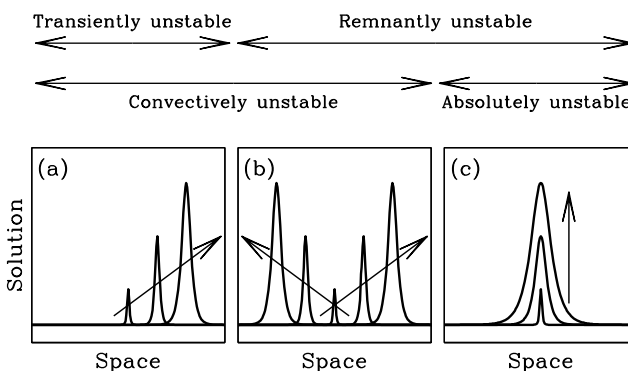 Transiently unstable
Remnantly unstable
Convectively unstable
Absolutely unstable
(a)
(b)
(c)
Solution
Space
Space
Space